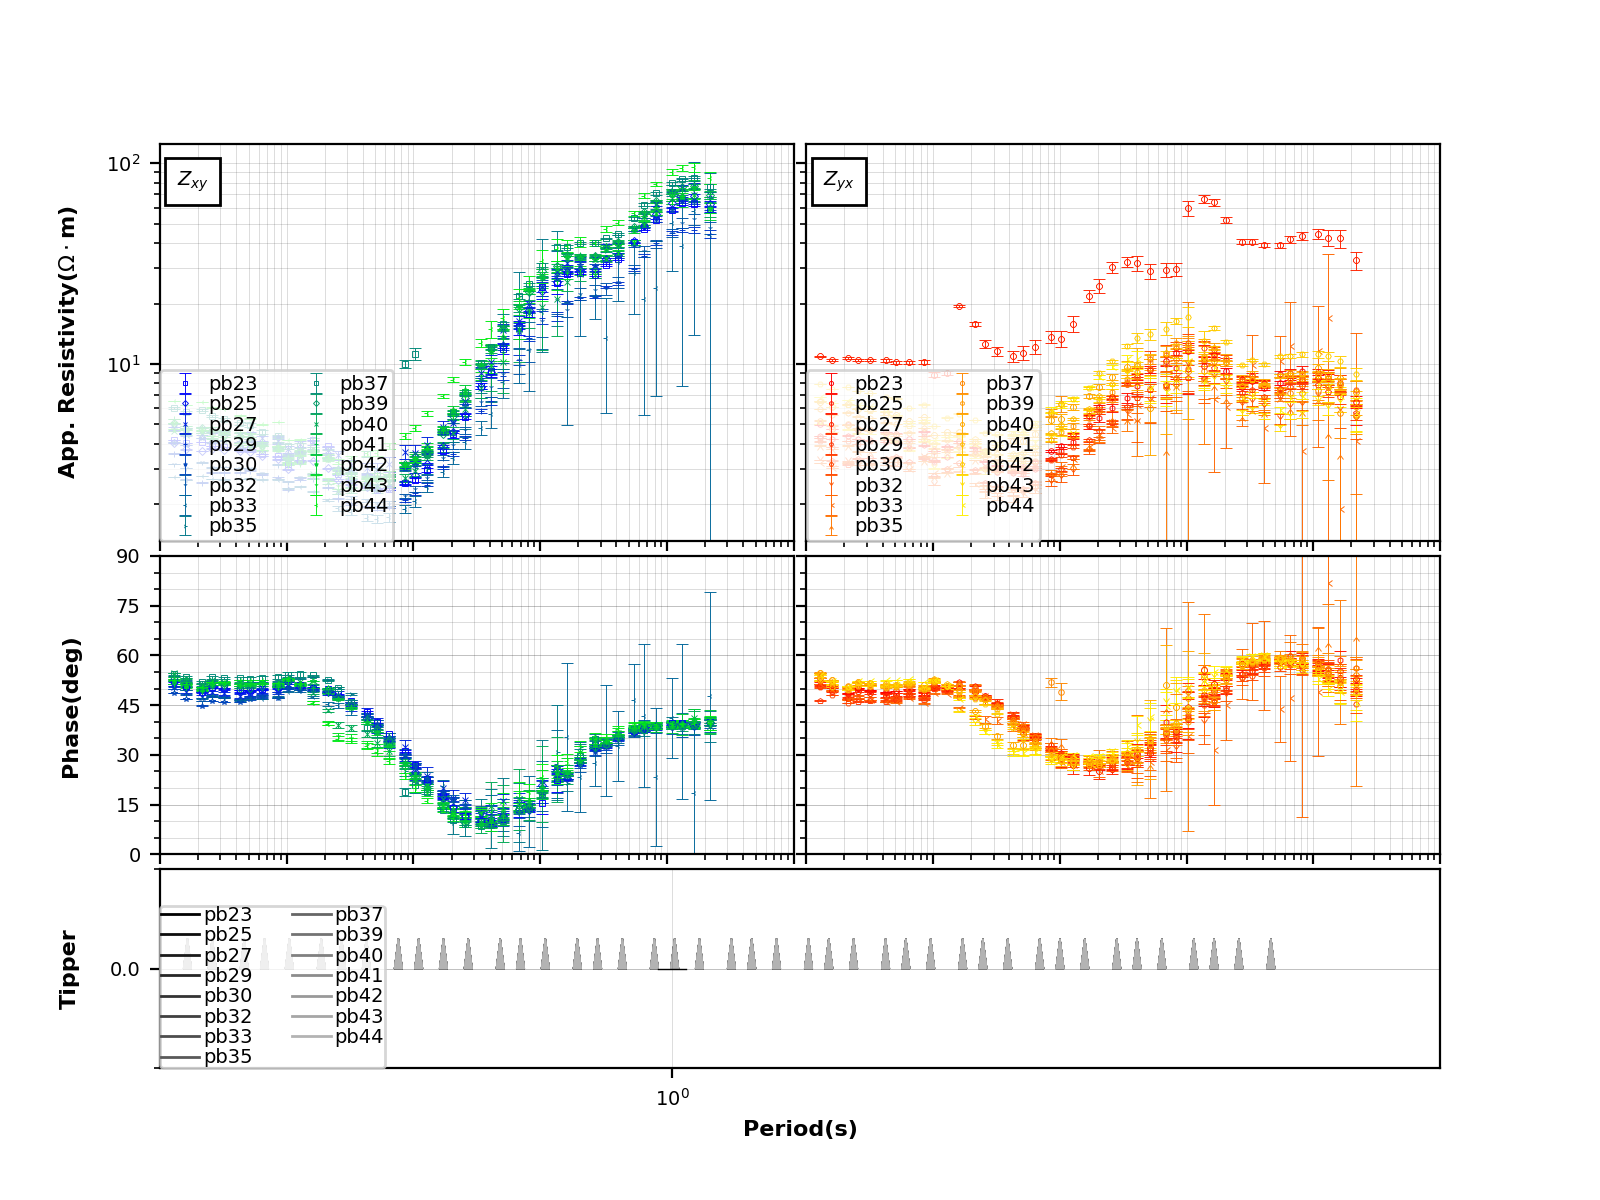 10²
10¹
App. Resistivity(Ω · m)
Z_xy
pb23 pb37
pb25 pb39
pb27 pb40
pb29 pb41
pb30 pb42
pb32 pb43
pb33 pb44
pb35
Z_yx
pb23 pb37
pb25 pb39
pb27 pb40
pb29 pb41
pb30 pb42
pb32 pb43
pb33 pb44
pb35
90
75
60
45
30
15
0
Phase(deg)
Tipper
0.0
pb23 pb37
pb25 pb39
pb27 pb40
pb29 pb41
pb30 pb42
pb32 pb43
pb33 pb44
pb35
10⁰
Period(s)